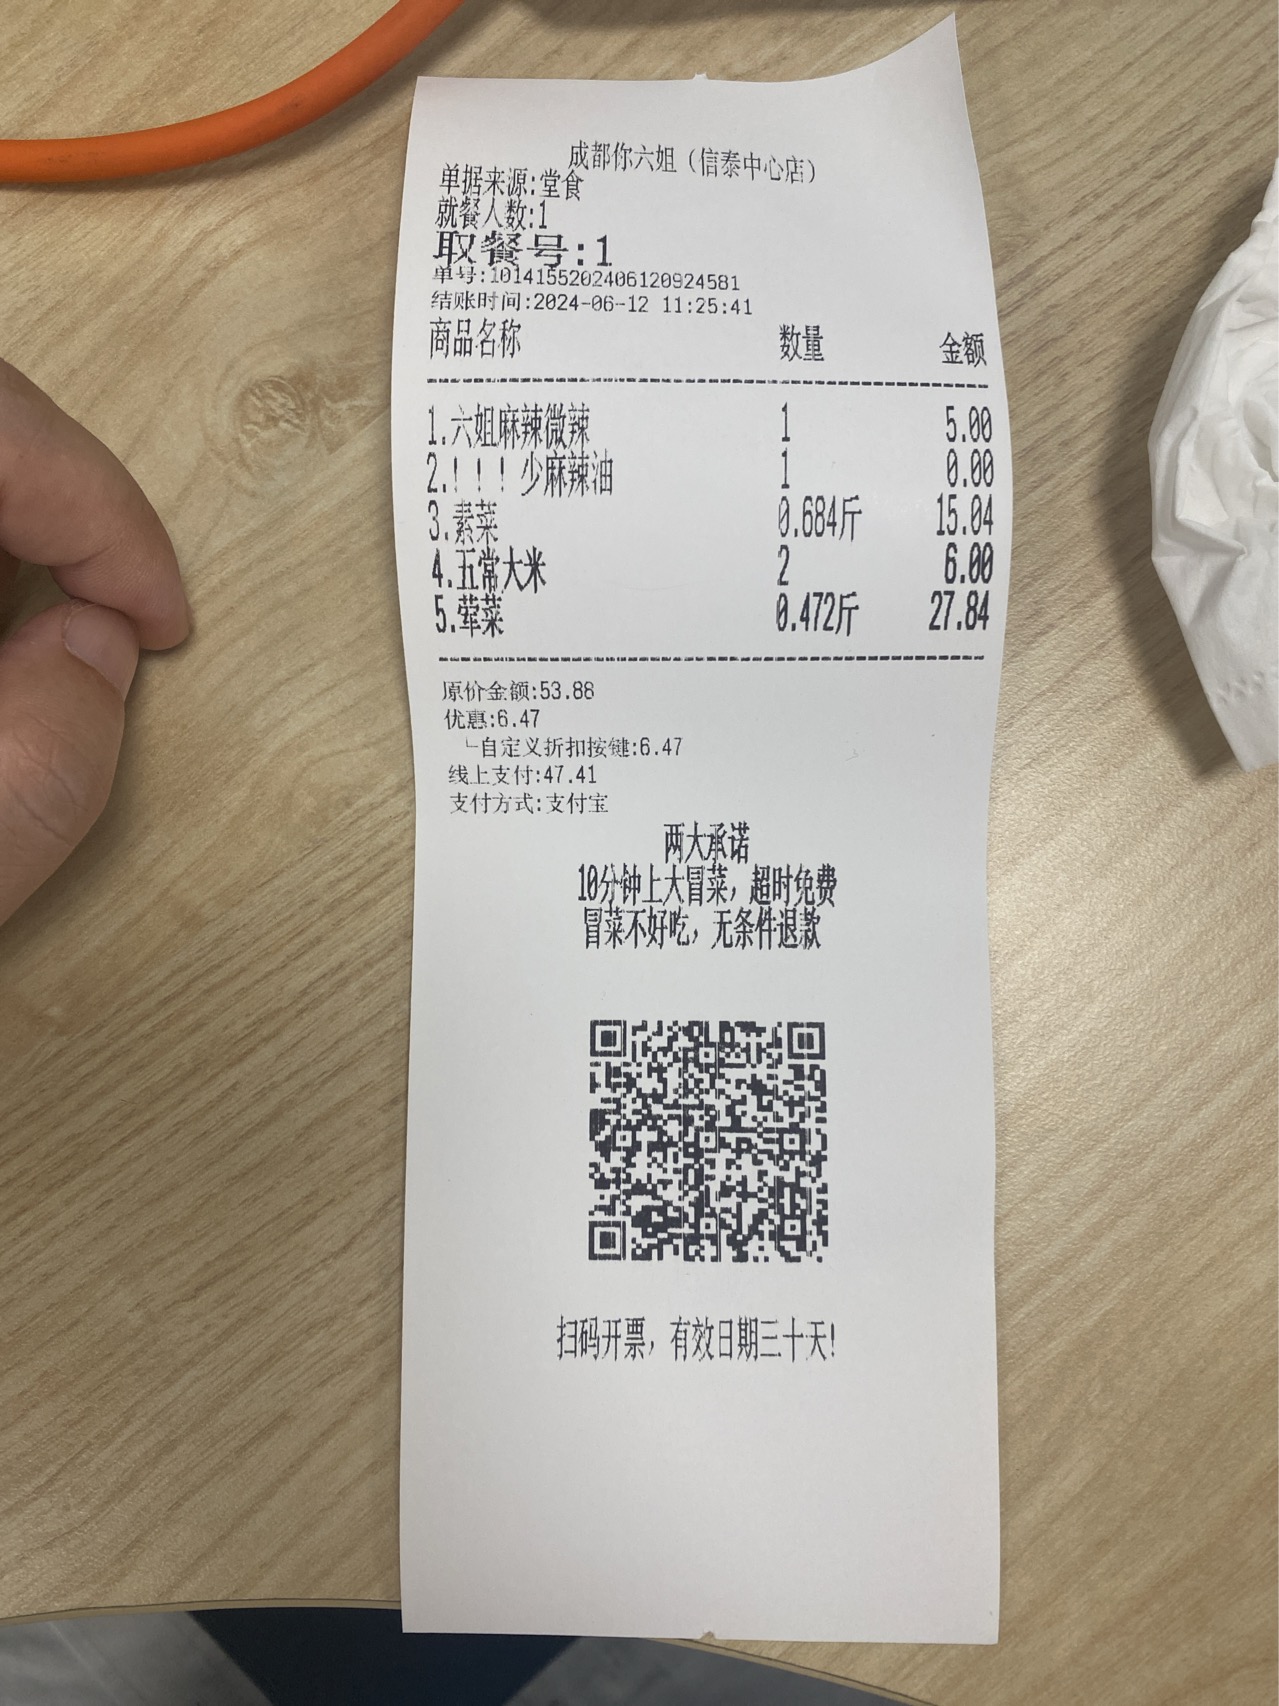 成都你六姐（信泰中心店）
单据来源:堂食
就餐人数:1
取餐号:1
单号:1014155202406120924581
结账时间:2024-06-12 11:25:41
商品名称 数量 金额
1.六姐麻辣微辣 1 5.00
2.！！！少麻辣油 1 0.00
3.素菜 0.684斤 15.04
4.五常大米 2 6.00
5.荤菜 0.472斤 27.84
原价金额:53.88
优惠:6.47
└自定义折扣按键:6.47
线上支付:47.41
支付方式:支付宝
两大承诺
10分钟上大冒菜，超时免费
冒菜不好吃，无条件退款
扫码开票，有效日期三十天！